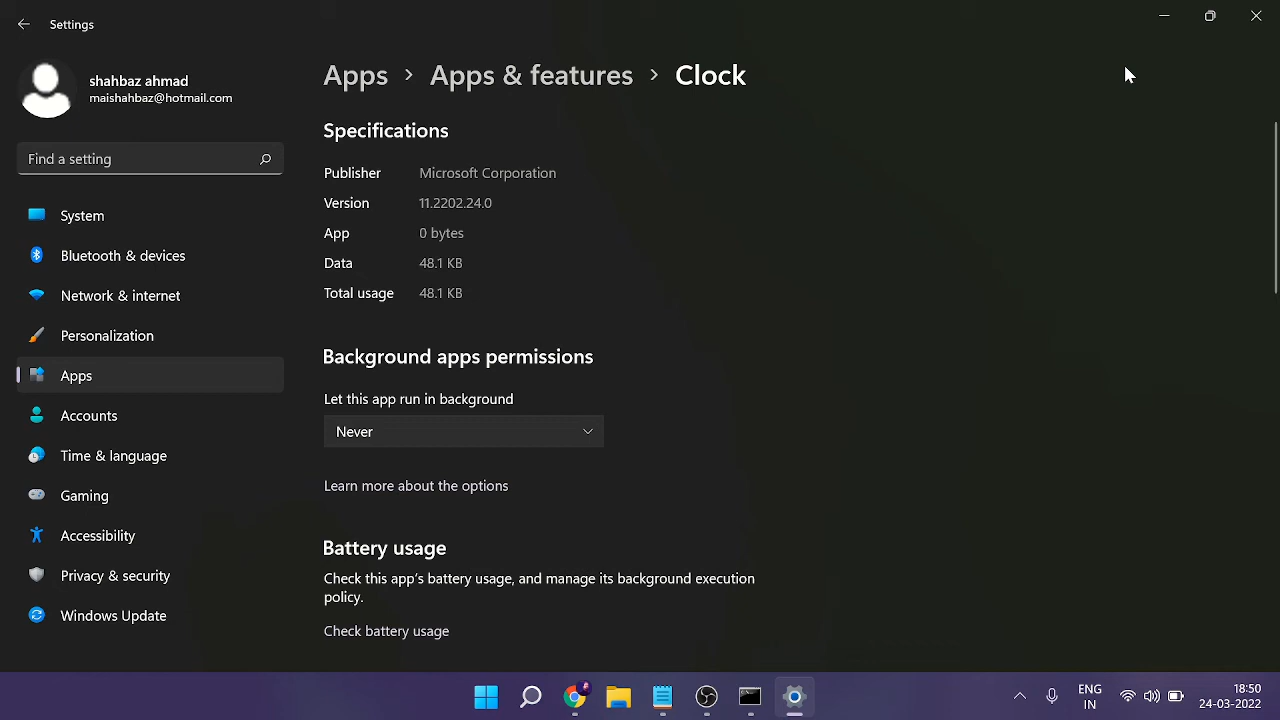 Settings
shahbaz ahmad
maishahbaz@hotmail.com
Find a setting
System
Bluetooth & devices
Network & internet
Personalization
Apps
Accounts
Time & language
Gaming
Accessibility
Privacy & security
Windows Update
Apps > Apps & features > Clock
Specifications
Publisher Microsoft Corporation
Version 11.2202.24.0
App 0 bytes
Data 48.1 KB
Total usage 48.1 KB
Background apps permissions
Let this app run in background
Never
Learn more about the options
Battery usage
Check this app's battery usage, and manage its background execution
policy.
Check battery usage
ENG
IN
18:50
24-03-2022